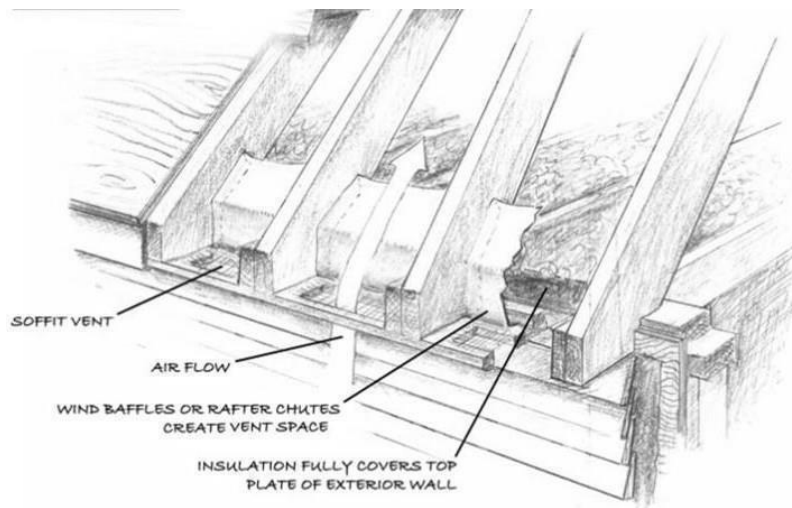 SOFFIT VENT
AIR FLOW
WIND BAFFLES OR RAFTER CHUTES
CREATE VENT SPACE
INSULATION FULLY COVERS TOP
PLATE OF EXTERIOR WALL